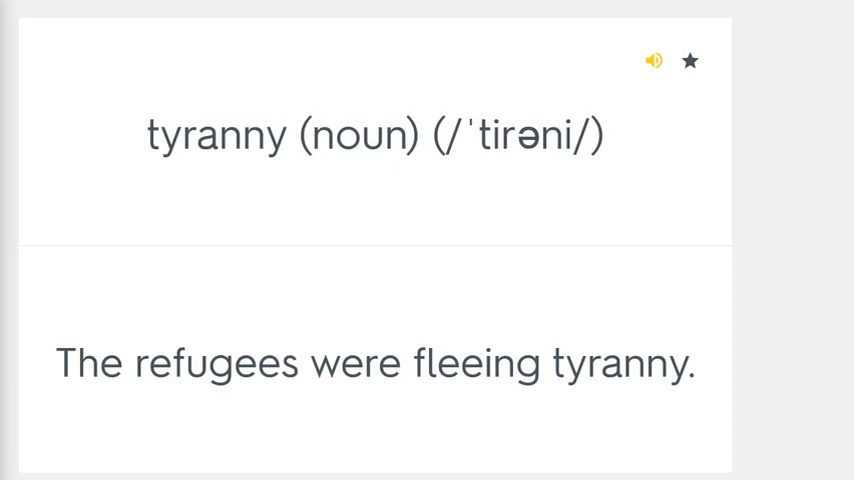 tyranny (noun) (/ˈtirəni/)
The refugees were fleeing tyranny.